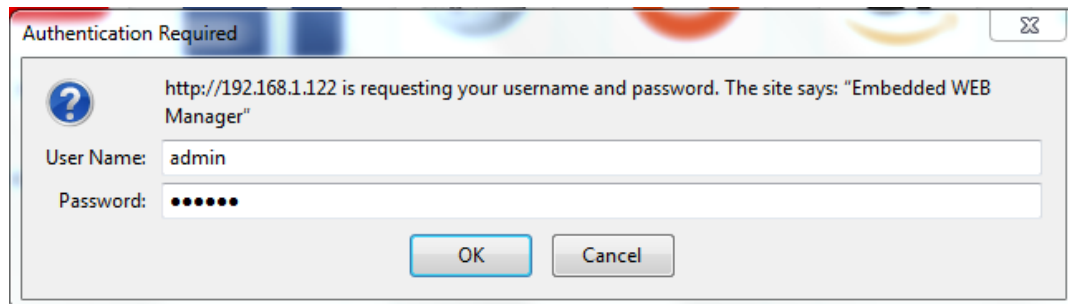 Authentication Required
http://192.168.1.122 is requesting your username and password. The site says: “Embedded WEB
Manager”
User Name: admin
Password: ●●●●●●
OK Cancel